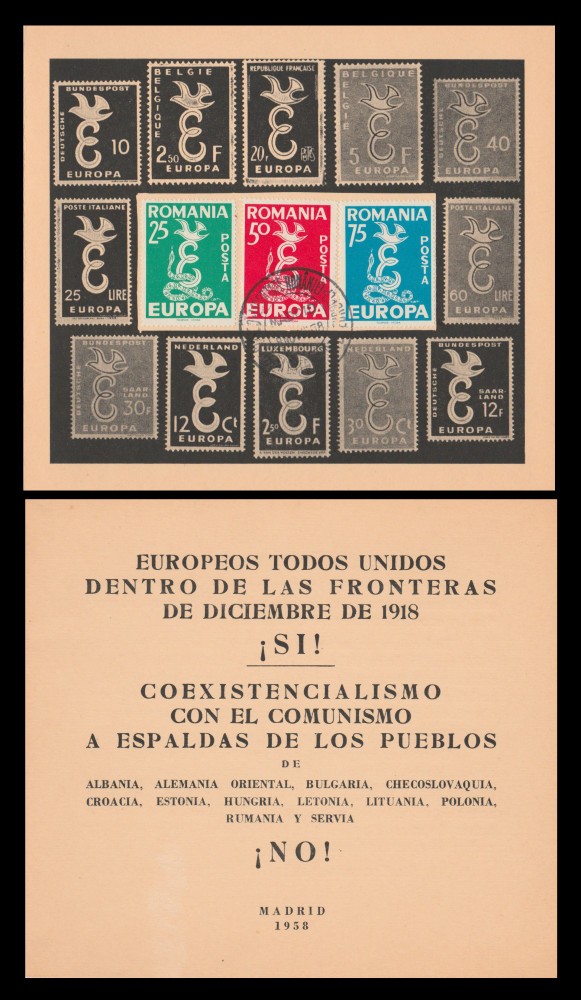 DEUTSCHE
BUNDESPOST
10
EUROPA
BELGIE
BELGIQUE
2.50 F
EUROPA
REPUBLIQUE FRANÇAISE
20F
EUROPA
BELGIQUE
BELGIË
5 F
EUROPA
DEUTSCHE
BUNDESPOST
40
EUROPA
POSTE ITALIANE
25 LIRE
EUROPA
ROMANIA
25
POSTA
EUROPA
ROMANIA
50
POSTA
EUROPA
ROMANIA
75
POSTA
EUROPA
POSTE ITALIANE
60 LIRE
EUROPA
DEUTSCHE
BUNDESPOST
SAAR-
LAND
30F
EUROPA
NEDERLAND
12 Ct
EUROPA
LUXEMBOURG
2.50 F
EUROPA
NEDERLAND
30 Ct
EUROPA
DEUTSCHE
BUNDESPOST
SAAR-
LAND
12F
EUROPA
EUROPEOS TODOS UNIDOS
DENTRO DE LAS FRONTERAS
DE DICIEMBRE DE 1918
¡SI!
COEXISTENCIALISMO
CON EL COMUNISMO
A ESPALDAS DE LOS PUEBLOS
DE
ALBANIA, ALEMANIA ORIENTAL, BULGARIA, CHECOSLOVAQUIA,
CROACIA, ESTONIA, HUNGRIA, LETONIA, LITUANIA, POLONIA,
RUMANIA Y SERVIA
¡NO!
MADRID
1958